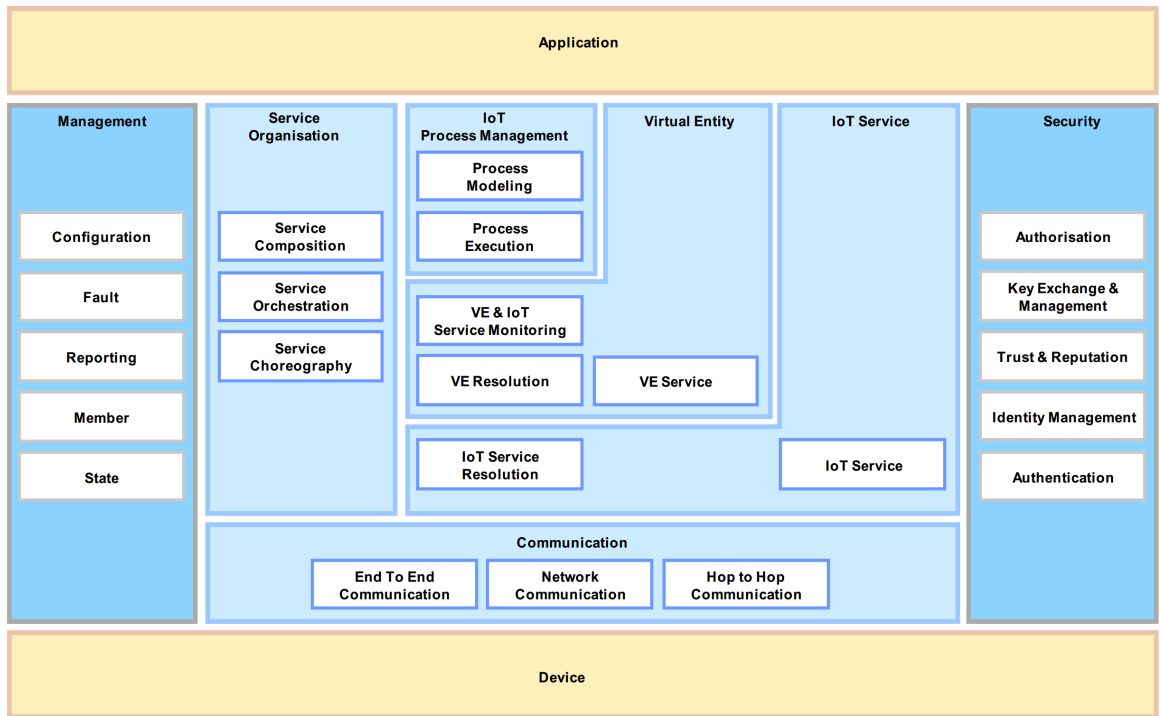 Application
Management
Configuration
Fault
Reporting
Member
State
Service
Organisation
Service
Composition
Service
Orchestration
Service
Choreography
IoT
Process Management
Process
Modeling
Process
Execution
Virtual Entity
VE & IoT
Service Monitoring
VE Resolution
VE Service
IoT Service
IoT Service
Resolution
IoT Service
Security
Authorisation
Key Exchange &
Management
Trust & Reputation
Identity Management
Authentication
Communication
End To End
Communication
Network
Communication
Hop to Hop
Communication
Device